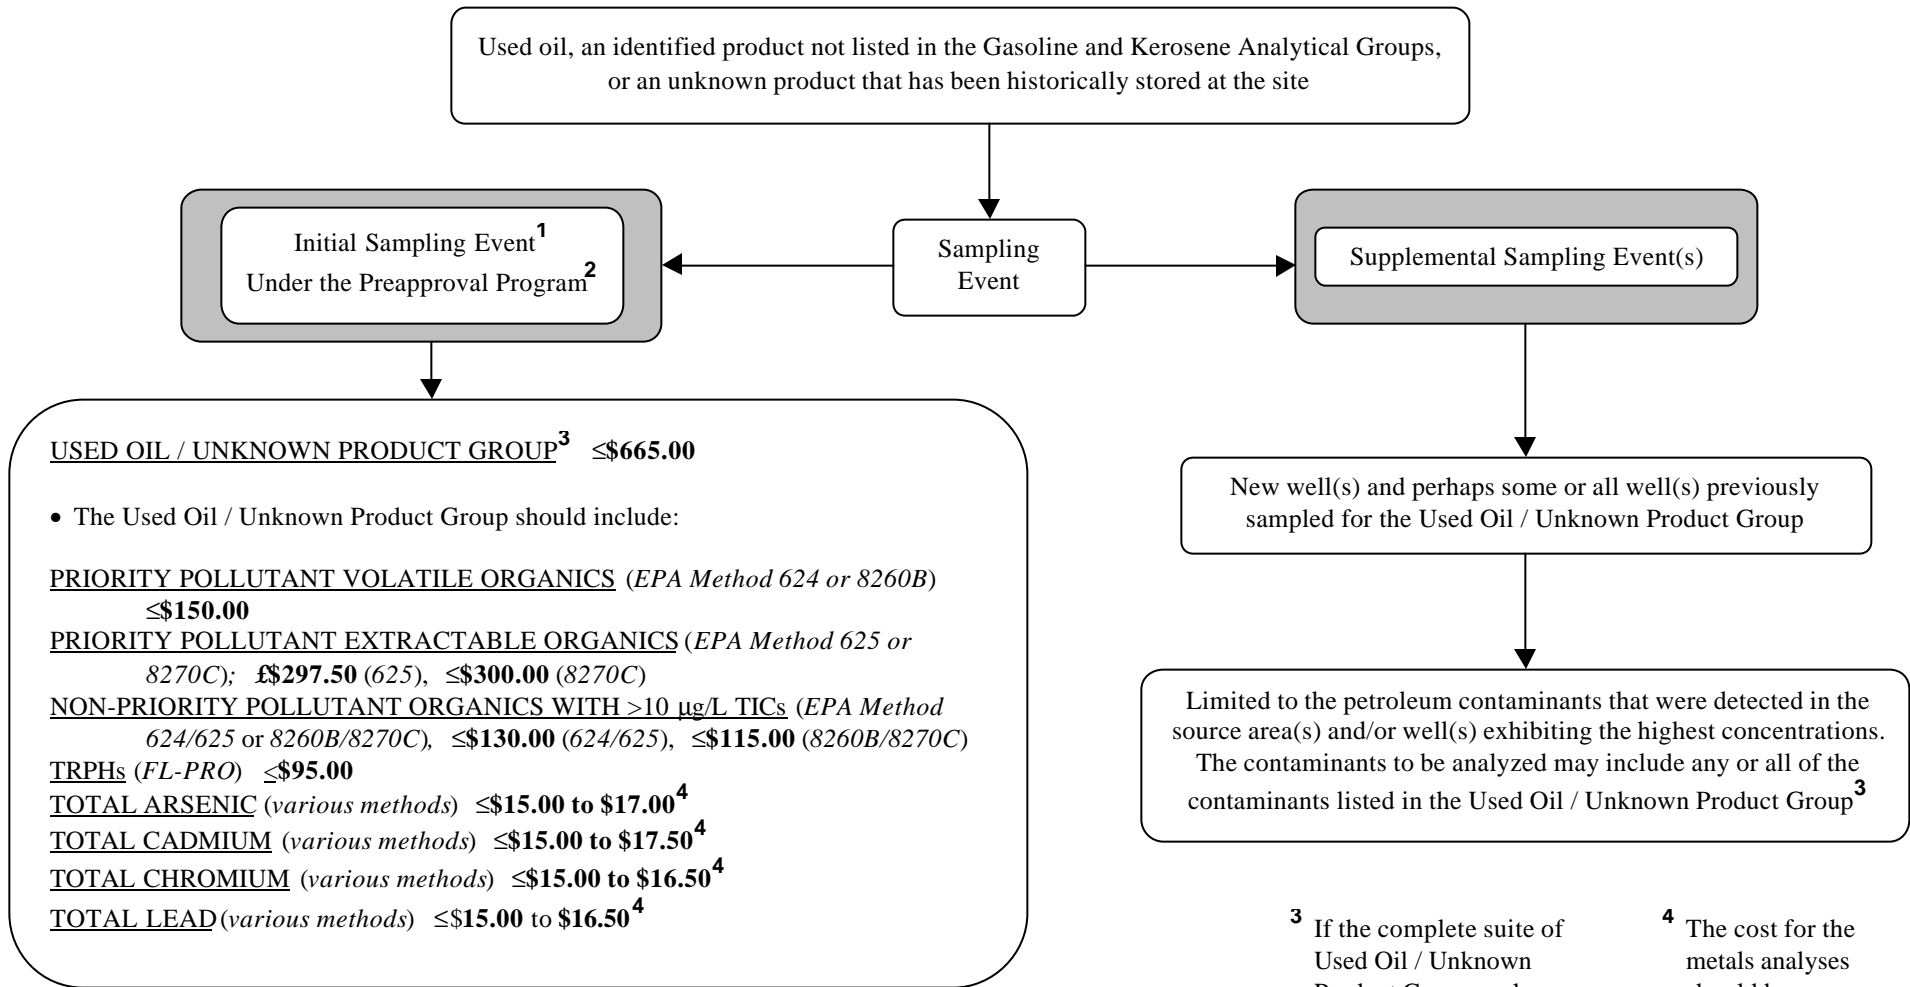 Used oil, an identified product not listed in the Gasoline and Kerosene Analytical Groups,
or an unknown product that has been historically stored at the site
Initial Sampling Event1
Under the Preapproval Program2
Sampling
Event
Supplemental Sampling Event(s)
USED OIL / UNKNOWN PRODUCT GROUP3 ≤$665.00
• The Used Oil / Unknown Product Group should include:
PRIORITY POLLUTANT VOLATILE ORGANICS (EPA Method 624 or 8260B)
≤$150.00
PRIORITY POLLUTANT EXTRACTABLE ORGANICS (EPA Method 625 or
8270C); £$297.50 (625), ≤$300.00 (8270C)
NON-PRIORITY POLLUTANT ORGANICS WITH >10 µg/L TICs (EPA Method
624/625 or 8260B/8270C), ≤$130.00 (624/625), ≤$115.00 (8260B/8270C)
TRPHs (FL-PRO) ≤$95.00
TOTAL ARSENIC (various methods) ≤$15.00 to $17.004
TOTAL CADMIUM (various methods) ≤$15.00 to $17.504
TOTAL CHROMIUM (various methods) ≤$15.00 to $16.504
TOTAL LEAD (various methods) ≤$15.00 to $16.504
New well(s) and perhaps some or all well(s) previously
sampled for the Used Oil / Unknown Product Group
Limited to the petroleum contaminants that were detected in the
source area(s) and/or well(s) exhibiting the highest concentrations.
The contaminants to be analyzed may include any or all of the
contaminants listed in the Used Oil / Unknown Product Group3
3 If the complete suite of
Used Oil / Unknown
4 The cost for the
metals analyses